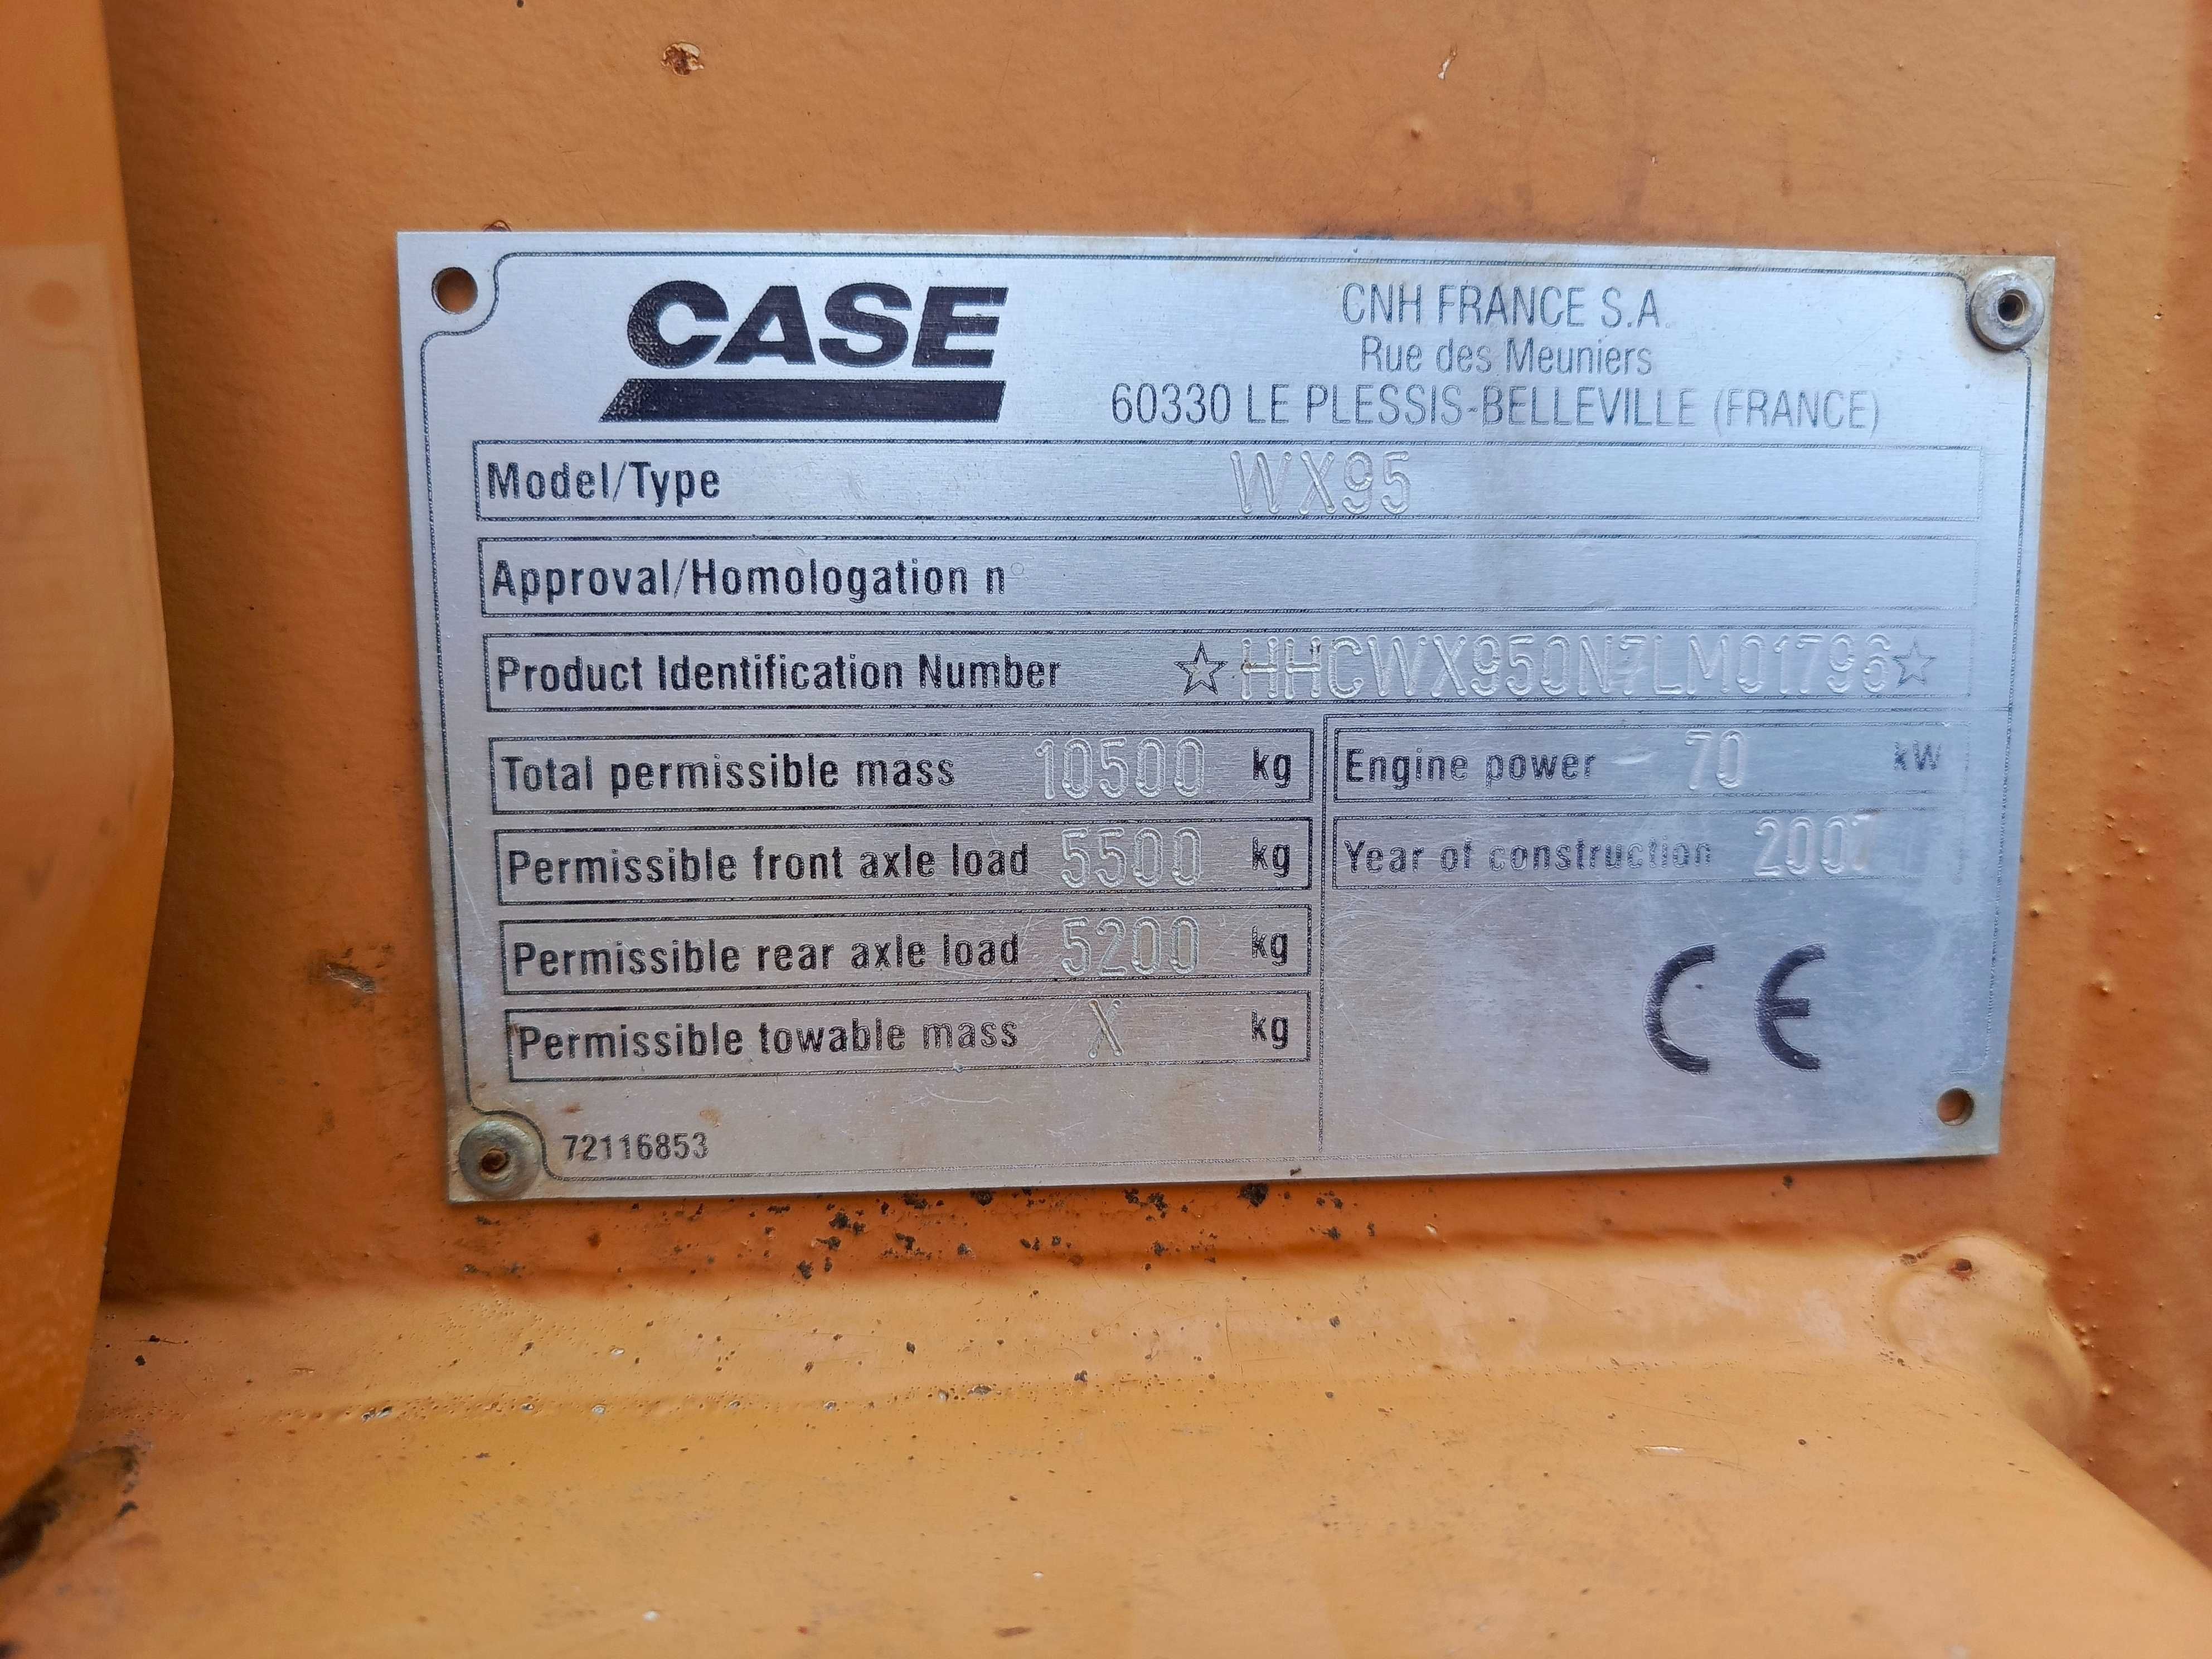 CASE
CNH FRANCE S.A.
Rue des Meuniers
60330 LE PLESSIS-BELLEVILLE (FRANCE)
Model/Type WX95
Approval/Homologation n°
Product Identification Number ☆HHCWX950N7LM01796☆
Total permissible mass 10500 kg
Engine power 70 kW
Permissible front axle load 5500 kg
Year of construction 2007
Permissible rear axle load 5200 kg
Permissible towable mass X kg
CE
72116853